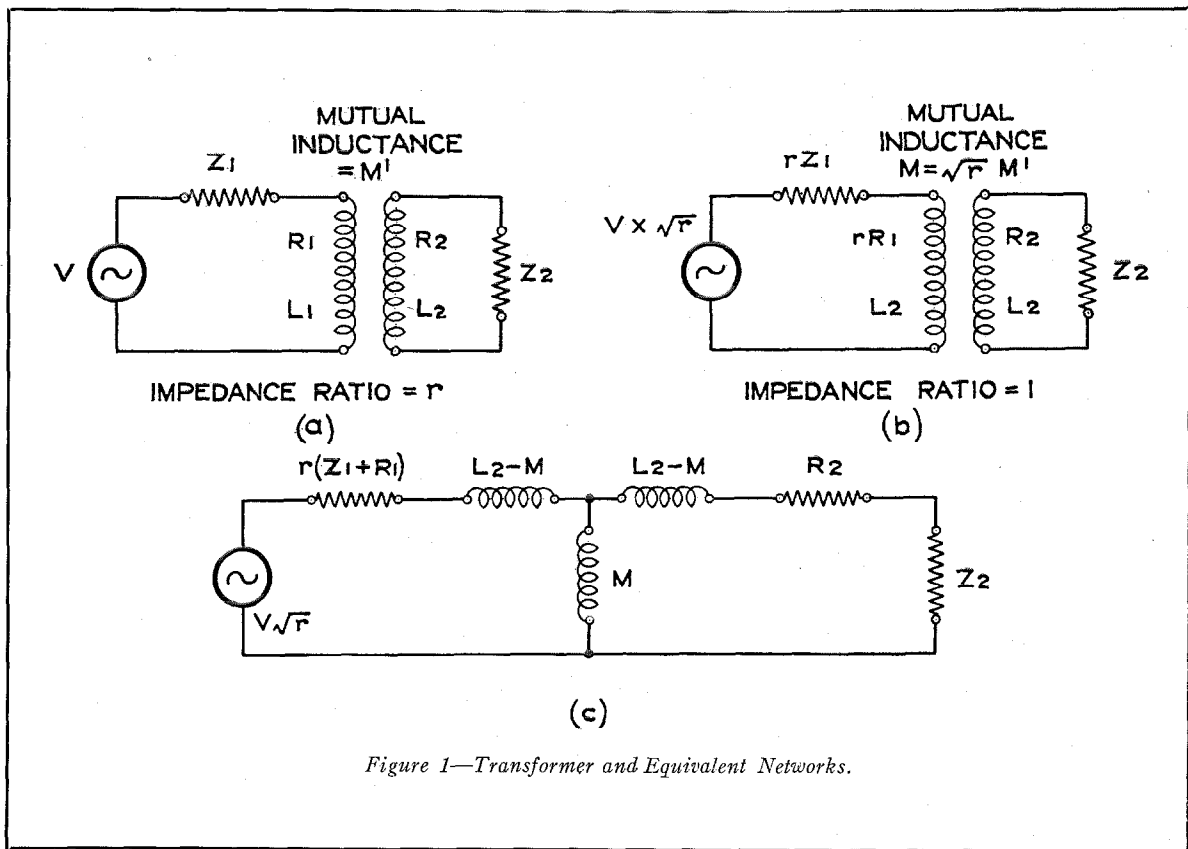 MUTUAL
INDUCTANCE
= M'
Z1
V
R1
R2
L1
L2
Z2
IMPEDANCE RATIO = r
(a)
MUTUAL
INDUCTANCE
M = √r M'
rZ1
V × √r
rR1
R2
L2
L2
Z2
IMPEDANCE RATIO = 1
(b)
r(Z1+R1)
L2-M
L2-M
R2
M
Z2
V√r
(c)
Figure 1—Transformer and Equivalent Networks.